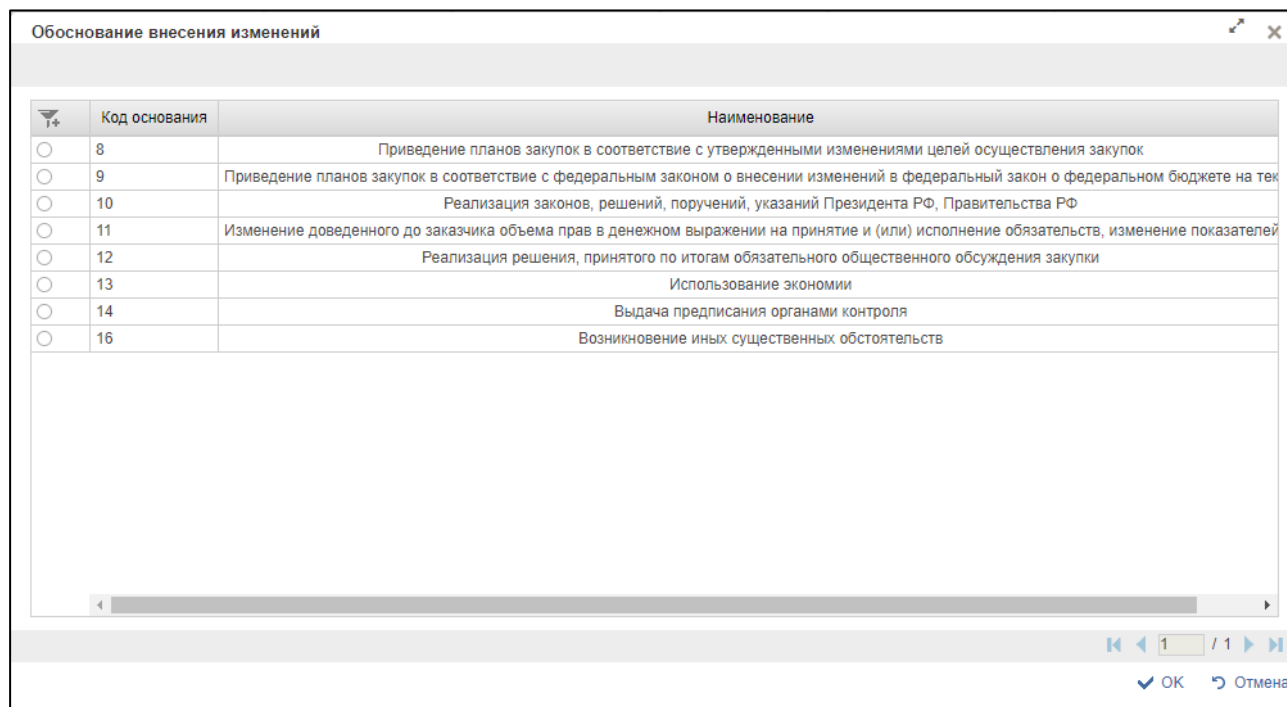 Обоснование внесения изменений
Код основания Наименование
8 Приведение планов закупок в соответствие с утвержденными изменениями целей осуществления закупок
9 Приведение планов закупок в соответствие с федеральным законом о внесении изменений в федеральный закон о федеральном бюджете на тек
10 Реализация законов, решений, поручений, указаний Президента РФ, Правительства РФ
11 Изменение доведенного до заказчика объема прав в денежном выражении на принятие и (или) исполнение обязательств, изменение показателей
12 Реализация решения, принятого по итогам обязательного общественного обсуждения закупки
13 Использование экономии
14 Выдача предписания органами контроля
16 Возникновение иных существенных обстоятельств
1 / 1
ОК Отмена